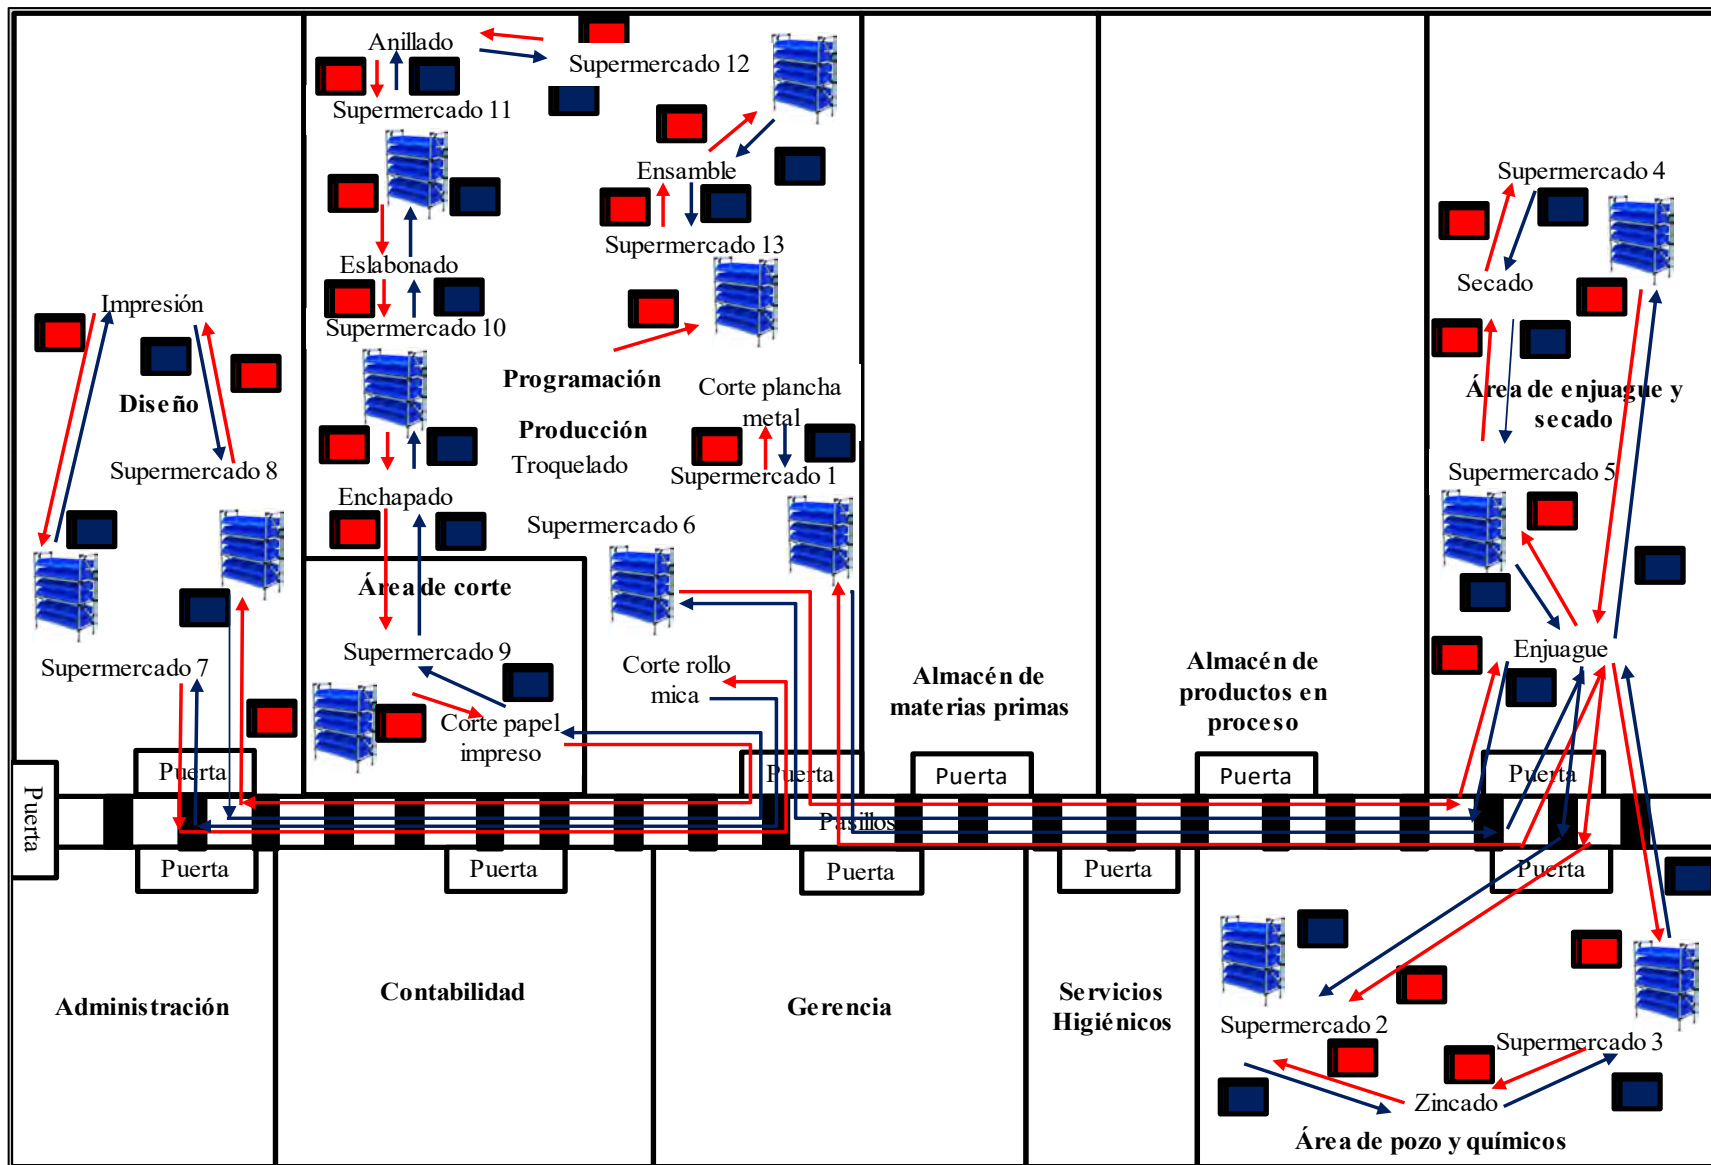 Anillado
Supermercado 12
Supermercado 11
Ensamble
Supermercado 13
Eslabonado
Supermercado 10
Supermercado 4
Secado
Impresión
Diseño
Supermercado 8
Programación
Producción
Troquelado
Corte plancha
metal
Supermercado 1
Área de enjuague y
secado
Supermercado 5
Enchapado
Supermercado 6
Área de corte
Supermercado 9
Supermercado 7
Corte papel
impreso
Corte rollo
mica
Almacén de
materias primas
Almacén de
productos en
proceso
Enjuague
Puerta
Puerta
Puerta
Puerta
Puerta
Puerta
Pasillos
Puerta
Puerta
Puerta
Puerta
Puerta
Administración
Contabilidad
Gerencia
Servicios
Higiénicos
Supermercado 2
Supermercado 3
Zincado
Área de pozo y químicos